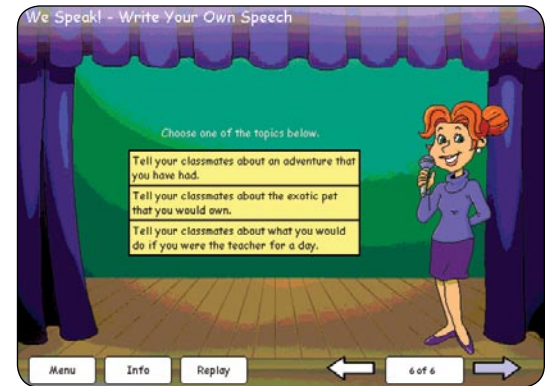 We Speak! - Write Your Own Speech
Choose one of the topics below.
Tell your classmates about an adventure that
you have had.
Tell your classmates about the exotic pet
that you would own.
Tell your classmates about what you would
do if you were the teacher for a day.
Menu
Info
Replay
6 of 6